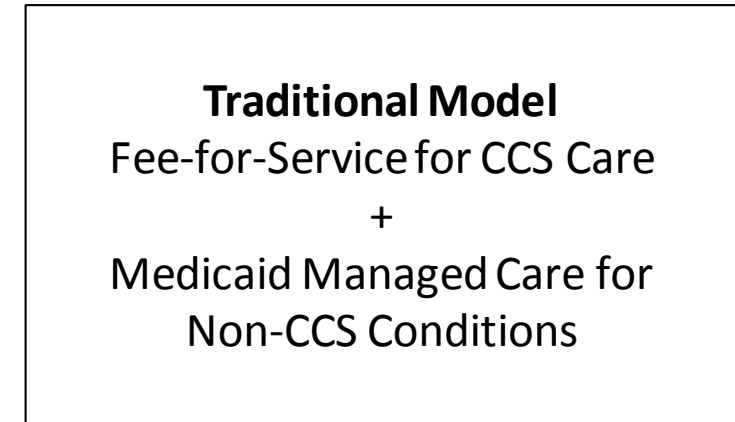 Traditional Model
Fee-for-Service for CCS Care
+
Medicaid Managed Care for
Non-CCS Conditions